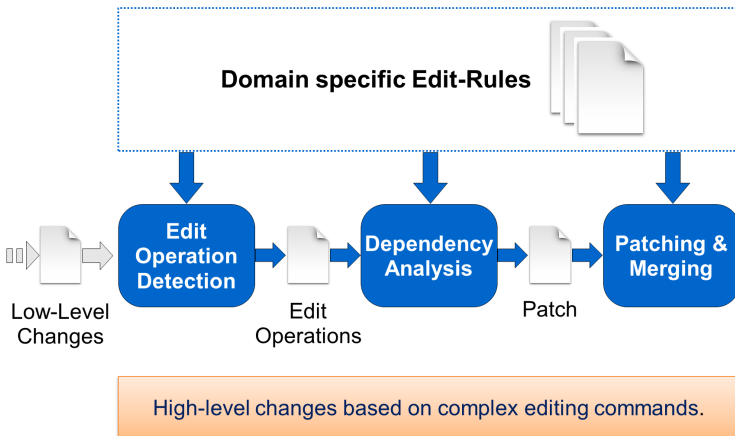 Domain specific Edit-Rules
Edit
Operation
Detection
Dependency
Analysis
Patching &
Merging
Low-Level
Changes
Edit
Operations
Patch
High-level changes based on complex editing commands.